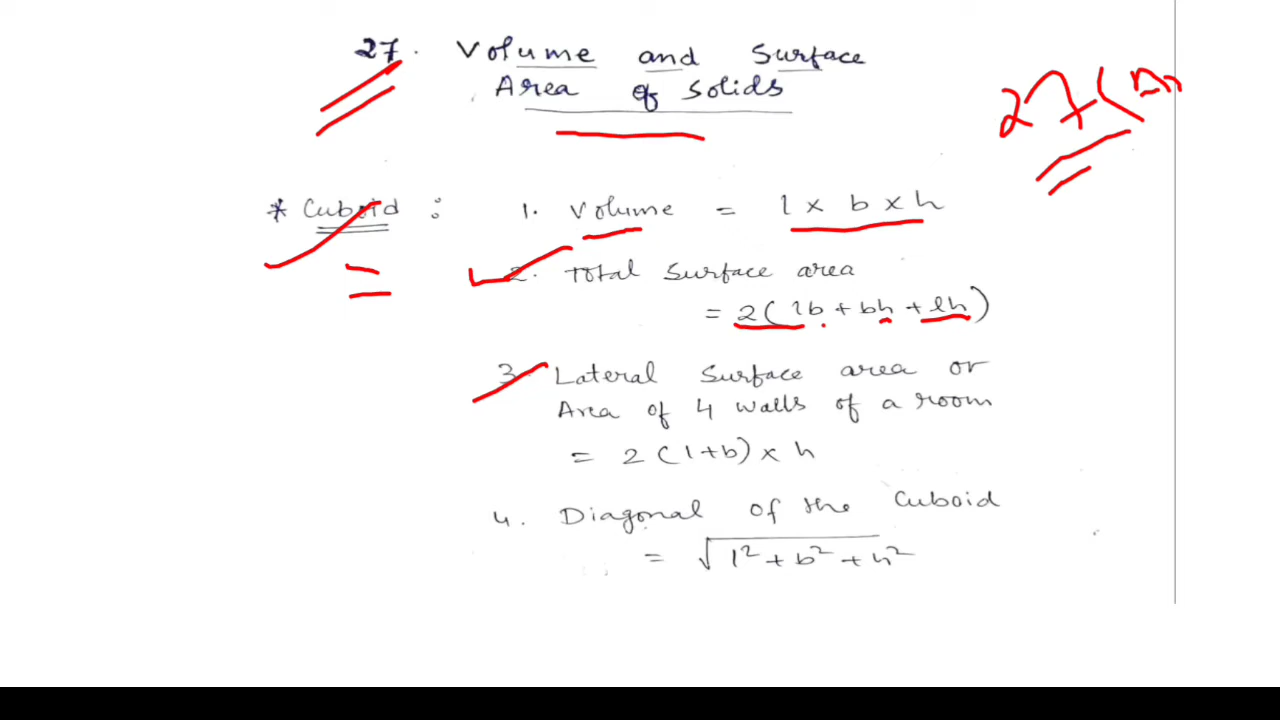 27. Volume and Surface
Area of Solids
27(
* Cuboid : 1. Volume = l × b × h
2. Total Surface area
= 2(lb + bh + lh)
3 Lateral Surface area or
Area of 4 walls of a room
= 2(l+b) × h
4. Diagonal of the Cuboid
= √l² + b² + h²